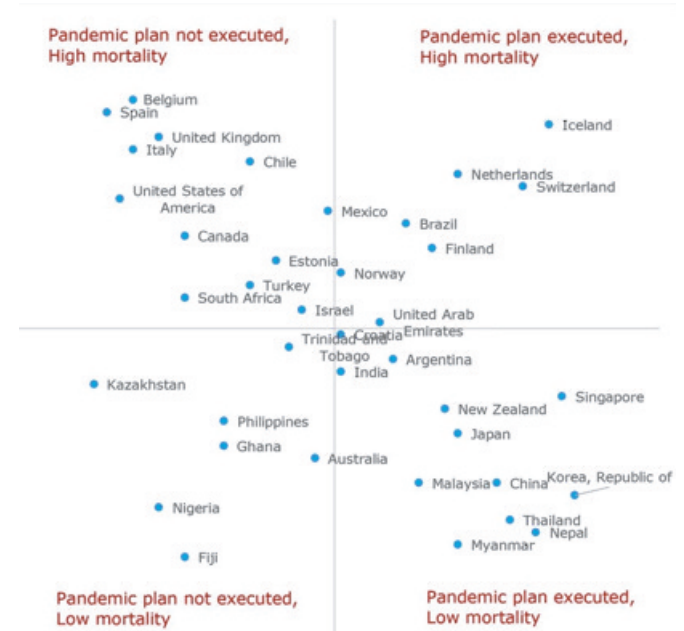 Pandemic plan not executed,
High mortality
Pandemic plan executed,
High mortality
Belgium
Spain
Iceland
United Kingdom
Italy
Chile
Netherlands
Switzerland
United States of
America
Mexico
Brazil
Canada
Finland
Estonia
Norway
Turkey
South Africa
Israel
United Arab
Emirates
Croatia
Trinidad and
Tobago
Argentina
India
Kazakhstan
Singapore
New Zealand
Philippines
Japan
Ghana
Australia
Korea, Republic of
Malaysia
China
Nigeria
Thailand
Nepal
Myanmar
Fiji
Pandemic plan not executed,
Low mortality
Pandemic plan executed,
Low mortality